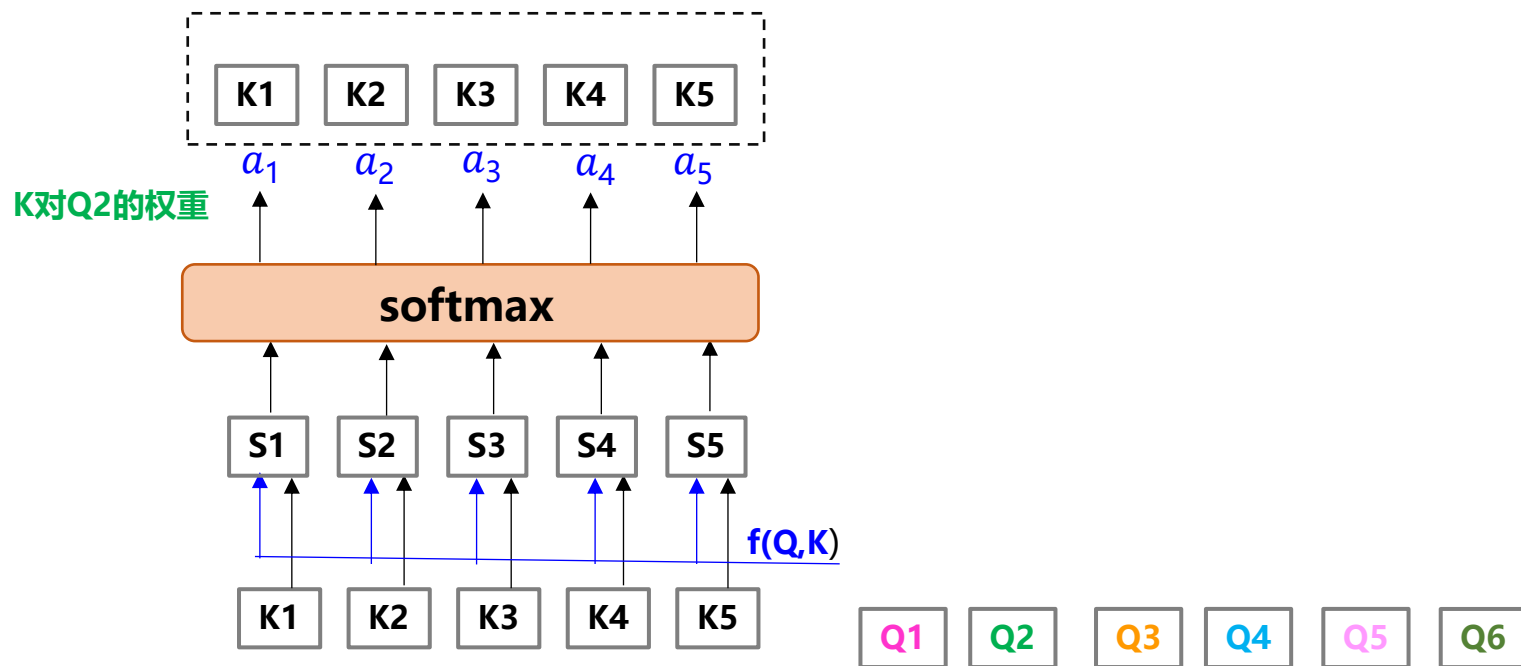 K1 K2 K3 K4 K5
a1 a2 a3 a4 a5
K对Q2的权重
softmax
S1 S2 S3 S4 S5
f(Q,K)
K1 K2 K3 K4 K5
Q1 Q2 Q3 Q4 Q5 Q6